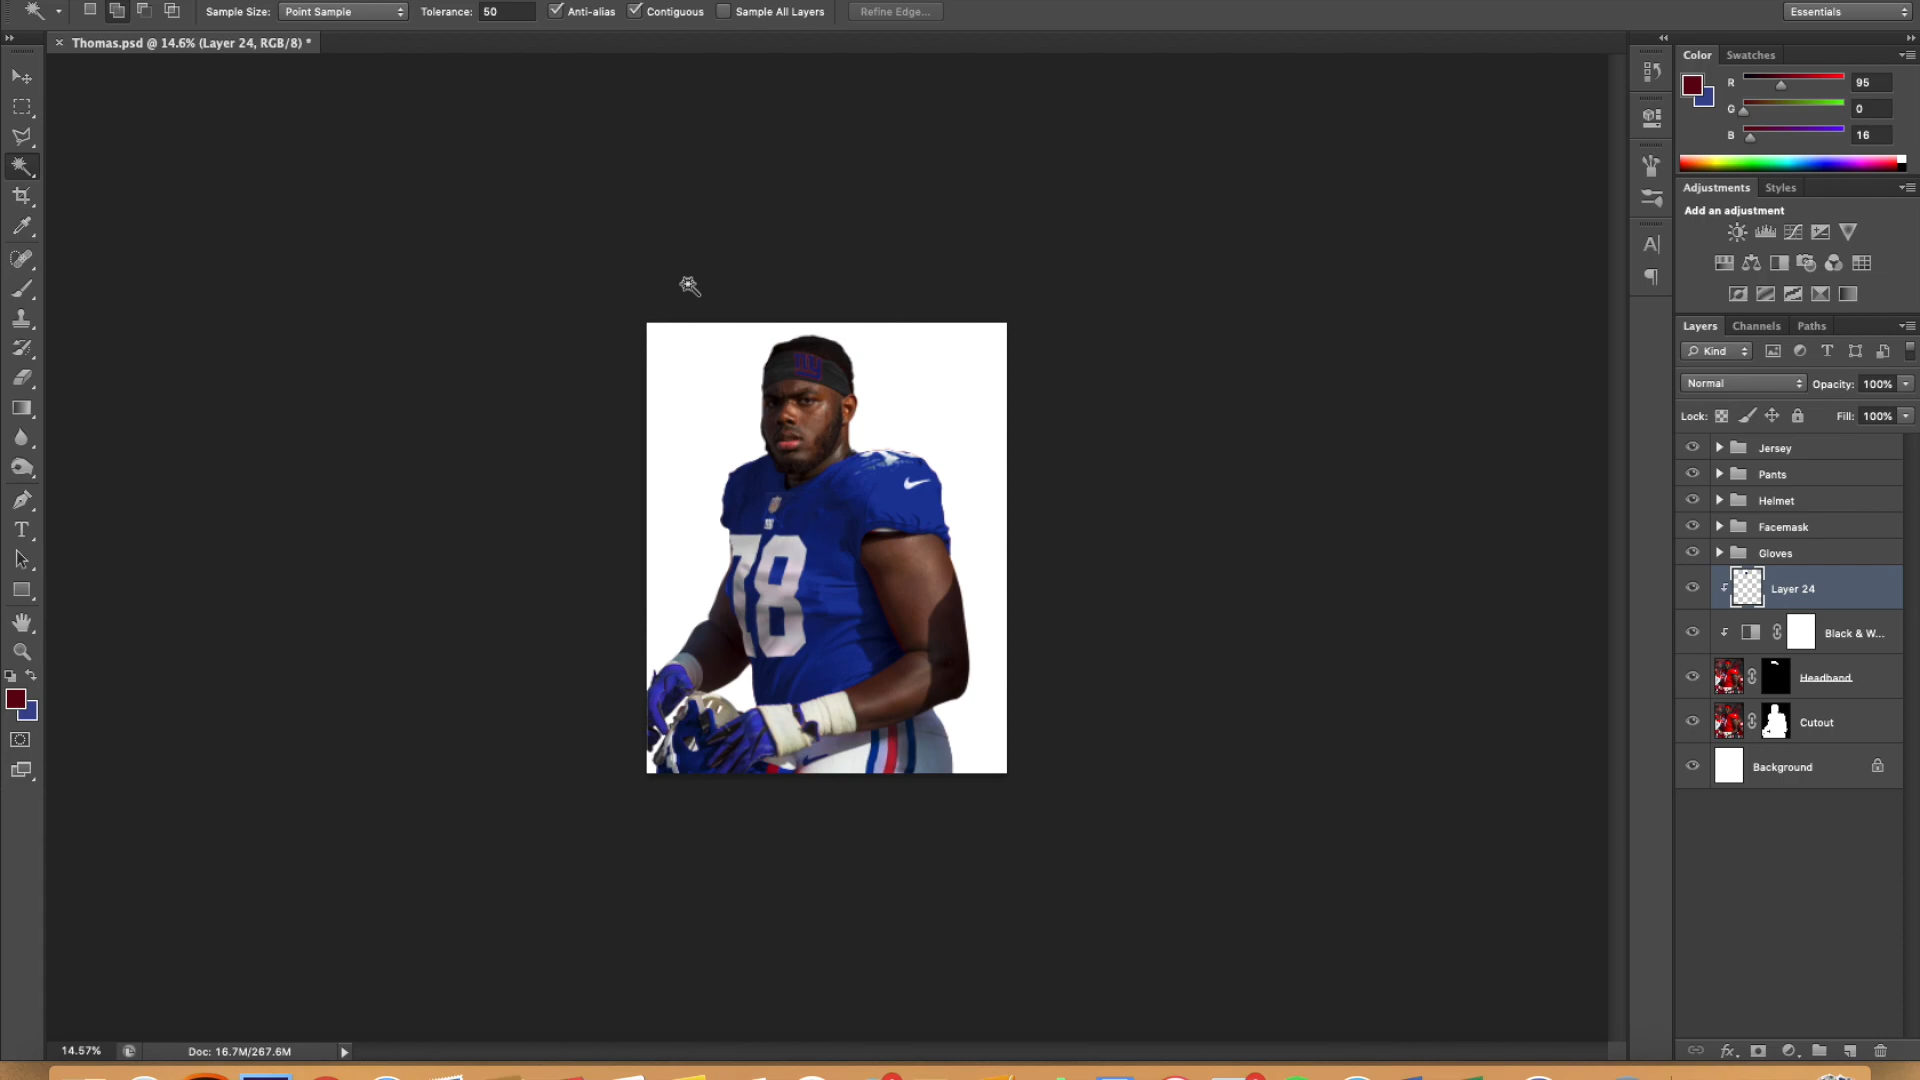 Sample Size: Point Sample Tolerance: 50 Anti-alias Contiguous Sample All Layers Refine Edge... Essentials
× Thomas.psd @ 14.6% (Layer 24, RGB/8) *
Color Swatches
R 95
G 0
B 16
Adjustments Styles
Add an adjustment
Layers Channels Paths
Kind
Normal Opacity: 100%
Lock: Fill: 100%
Jersey
Pants
Helmet
Facemask
Gloves
Layer 24
Black & W...
Headband
Cutout
Background
NY
78
14.57% Doc: 16.7M/267.6M